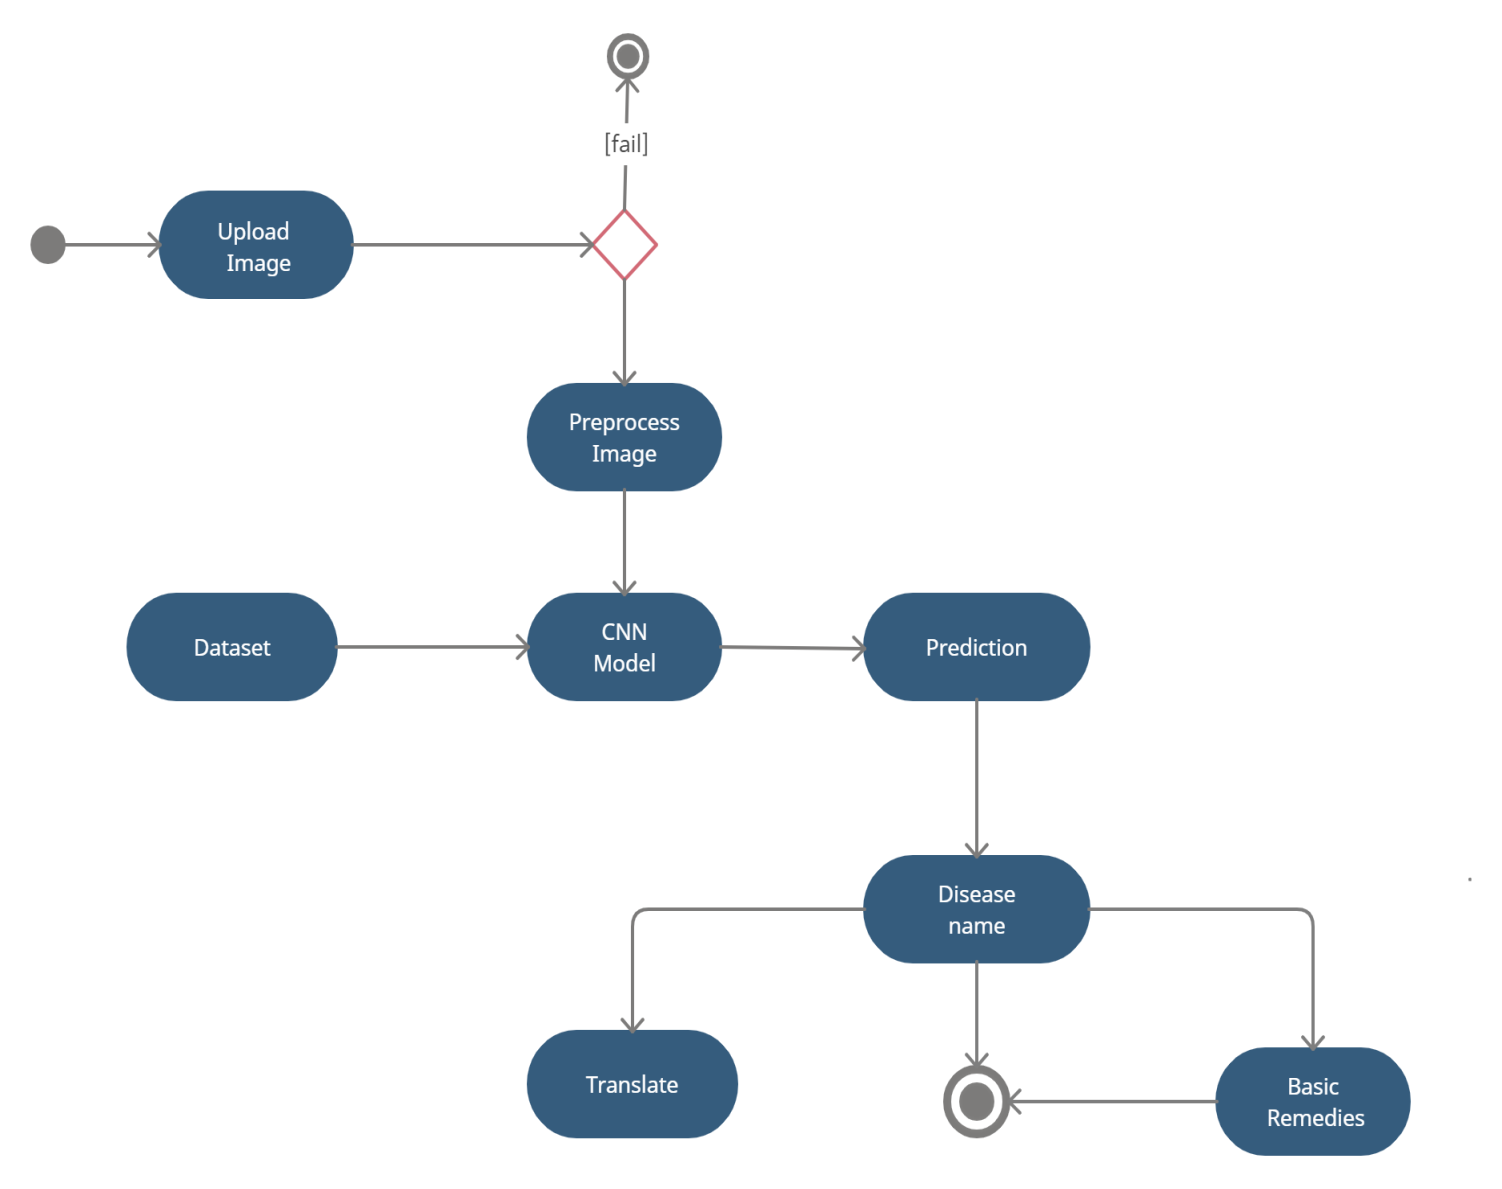 [fail]
Upload
Image
Preprocess
Image
Dataset
CNN
Model
Prediction
Disease
name
Translate
Basic
Remedies